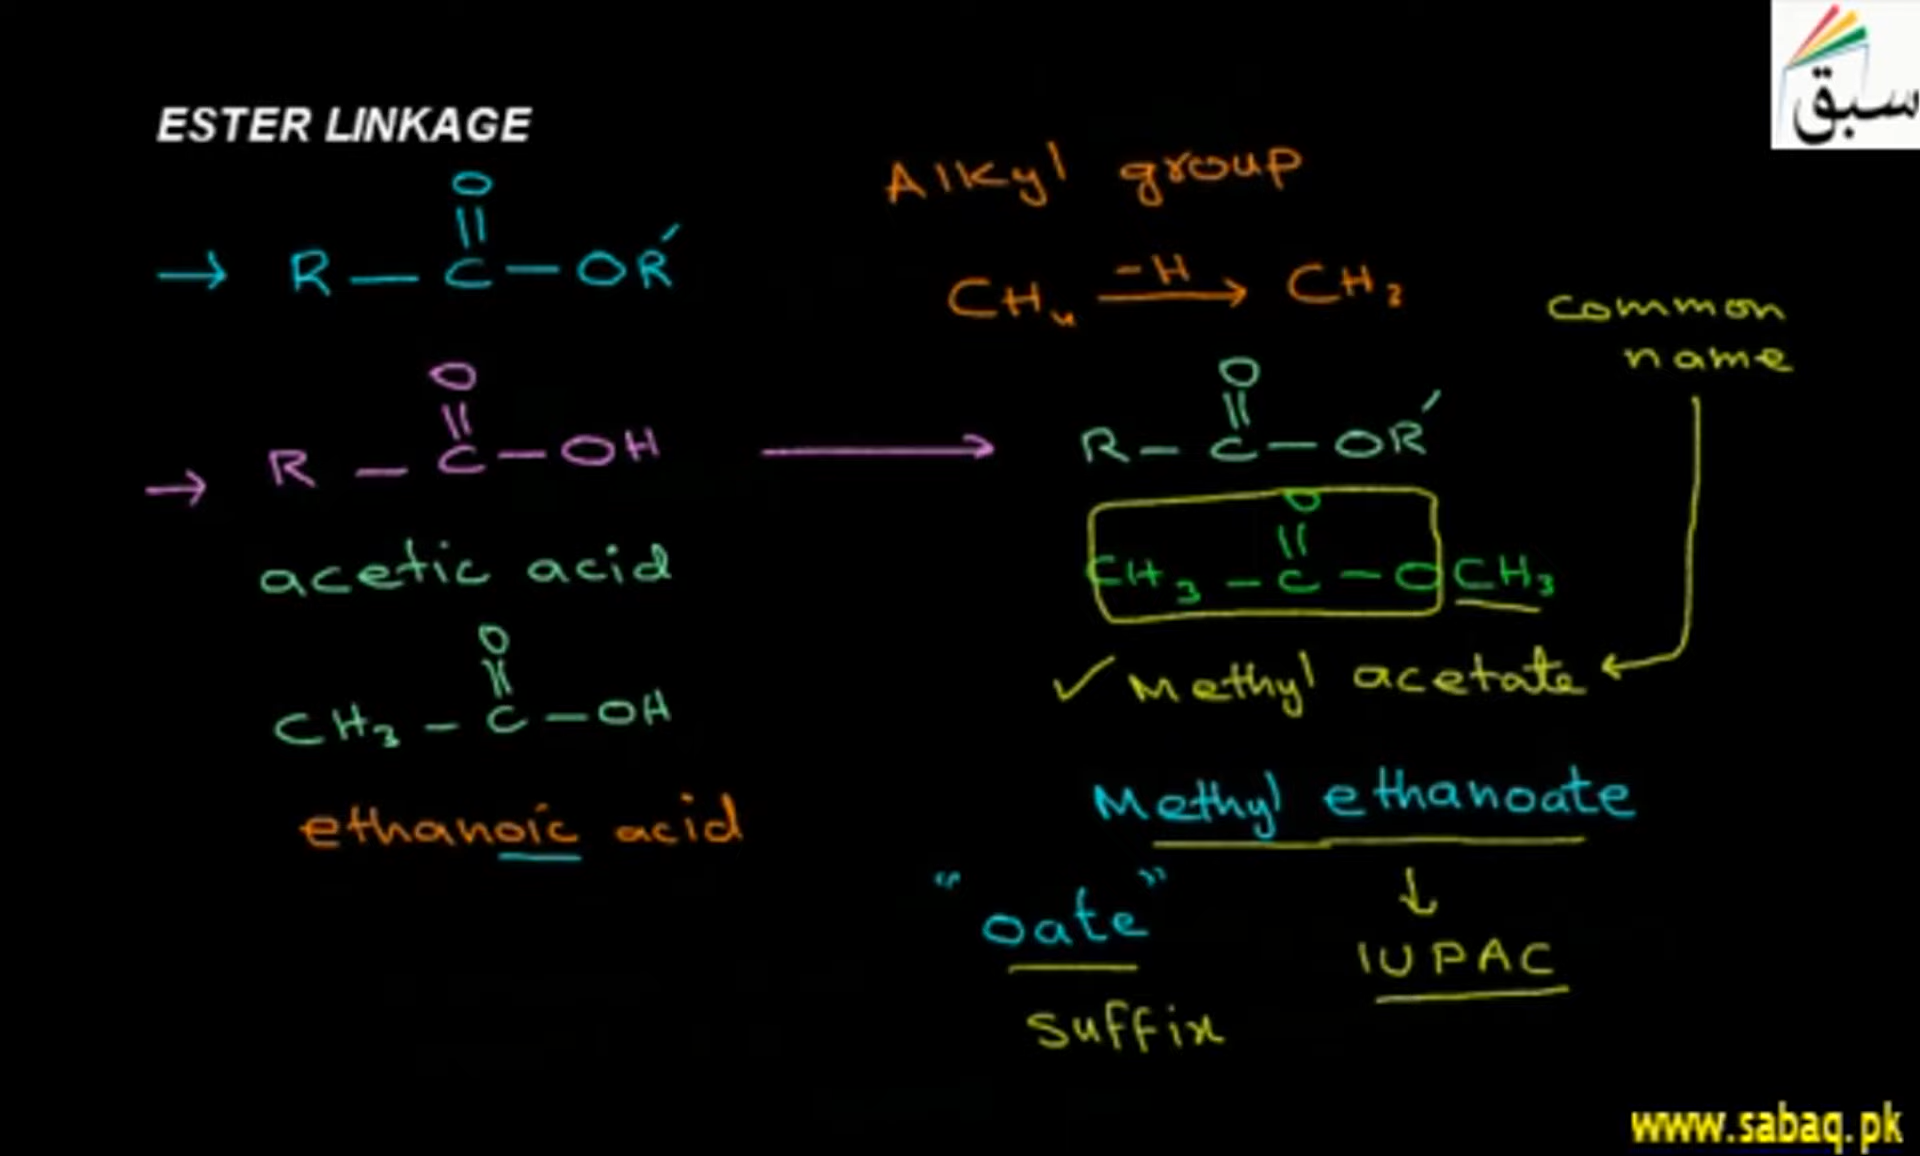 سبق
ESTER LINKAGE
Alkyl group
O
||
→ R — C — OR′
CH₄ —-H→ CH₃
common
name
O
||
→ R — C — OH →
O
||
R — C — OR′
acetic acid
O
||
CH₃ — C — OCH₃
O
||
CH₃ — C — OH
✓ Methyl acetate ←
ethanoic acid
Methyl ethanoate
↓
"oate"
IUPAC
suffix
www.sabaq.pk